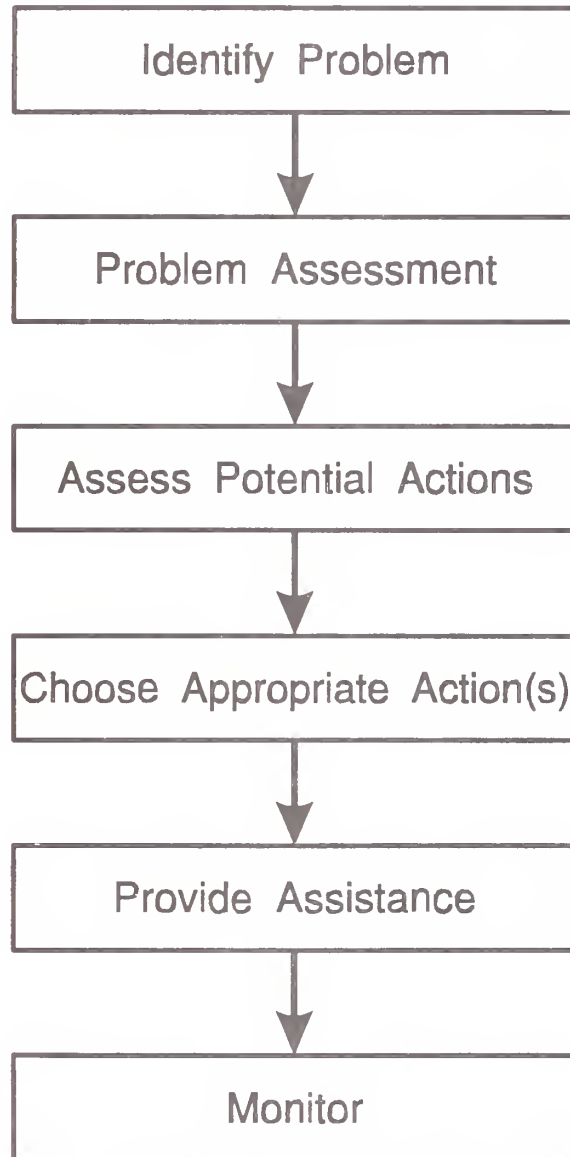 Identify Problem
Problem Assessment
Assess Potential Actions
Choose Appropriate Action(s)
Provide Assistance
Monitor